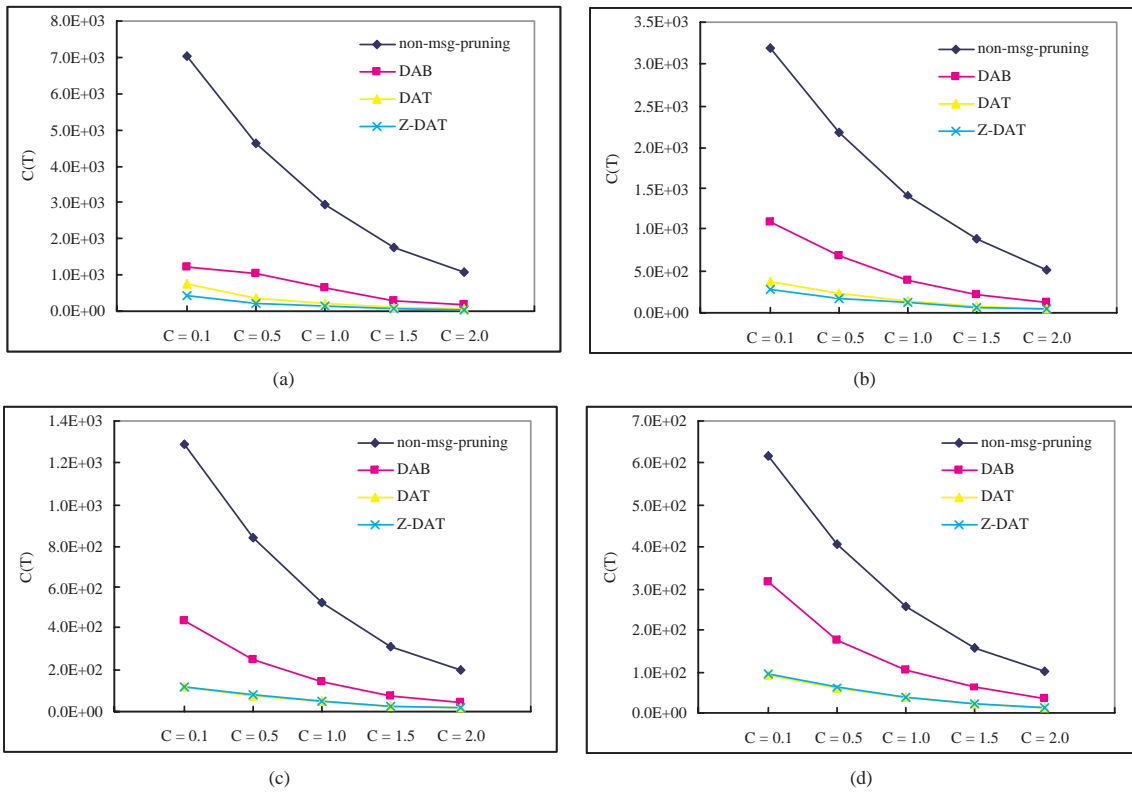 8.0E+03
7.0E+03
6.0E+03
5.0E+03
4.0E+03
3.0E+03
2.0E+03
1.0E+03
0.0E+00
C(T)
C = 0.1 C = 0.5 C = 1.0 C = 1.5 C = 2.0
non-msg-pruning
DAB
DAT
Z-DAT
(a)
3.5E+03
3.0E+03
2.5E+03
2.0E+03
1.5E+03
1.0E+03
5.0E+02
0.0E+00
C(T)
C = 0.1 C = 0.5 C = 1.0 C = 1.5 C = 2.0
non-msg-pruning
DAB
DAT
Z-DAT
(b)
1.4E+03
1.2E+03
1.0E+03
8.0E+02
6.0E+02
4.0E+02
2.0E+02
0.0E+00
C(T)
C = 0.1 C = 0.5 C = 1.0 C = 1.5 C = 2.0
non-msg-pruning
DAB
DAT
Z-DAT
(c)
7.0E+02
6.0E+02
5.0E+02
4.0E+02
3.0E+02
2.0E+02
1.0E+02
0.0E+00
C(T)
C = 0.1 C = 0.5 C = 1.0 C = 1.5 C = 2.0
non-msg-pruning
DAB
DAT
Z-DAT
(d)